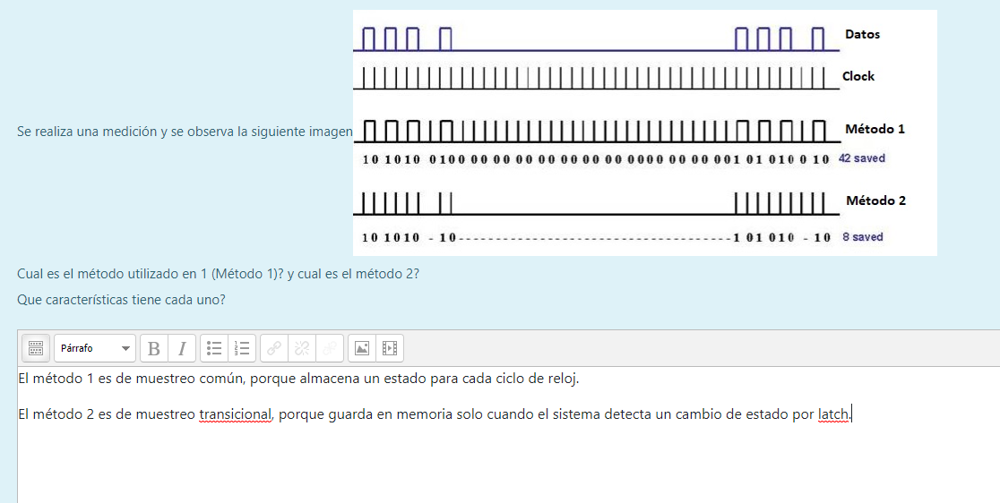 Datos
Clock
Se realiza una medición y se observa la siguiente imagen
Método 1
10 1010 0100 00 00 00 00 00 00 00 00 0000 00 00 001 01 010 0 10 42 saved
Método 2
10 1010 - 10-----------------------------------1 01 010 - 10 8 saved
Cual es el método utilizado en 1 (Método 1)? y cual es el método 2?
Que características tiene cada uno?
Párrafo B I
El método 1 es de muestreo común, porque almacena un estado para cada ciclo de reloj.
El método 2 es de muestreo transicional, porque guarda en memoria solo cuando el sistema detecta un cambio de estado por latch.